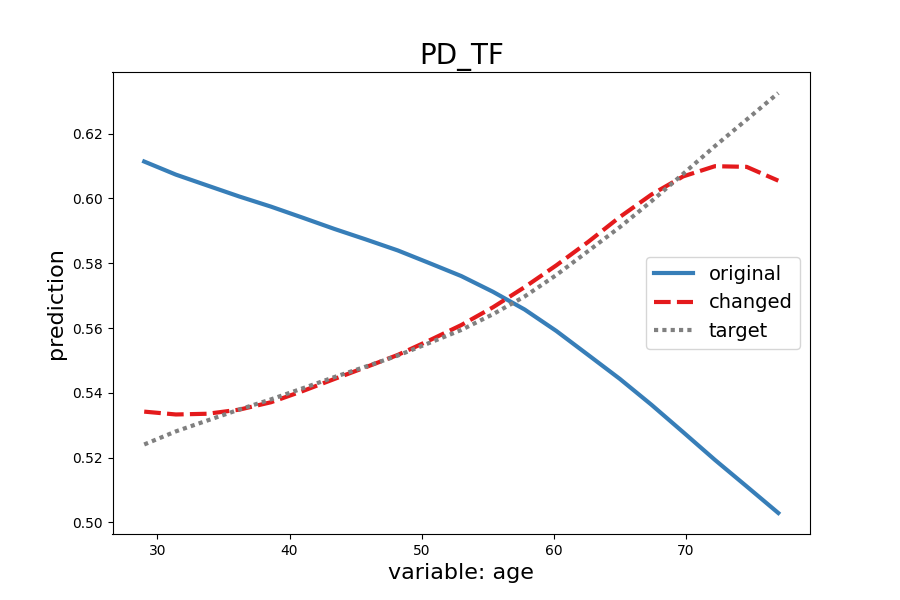 PD_TF
prediction
0.62
0.60
0.58
0.56
0.54
0.52
0.50
original
changed
target
30 40 50 60 70
variable: age